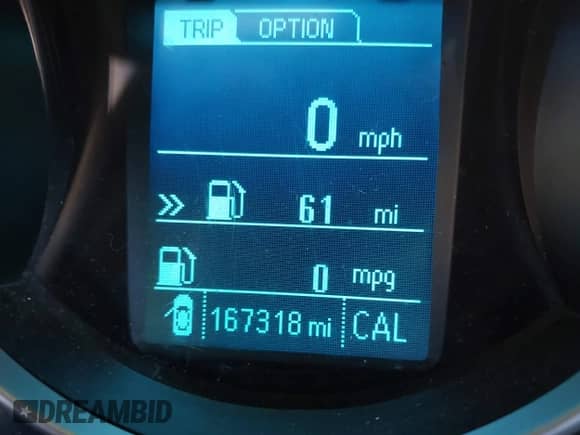 TRIP OPTION
0 mph
» 61 mi
0 mpg
167318 mi CAL
DREAMBID